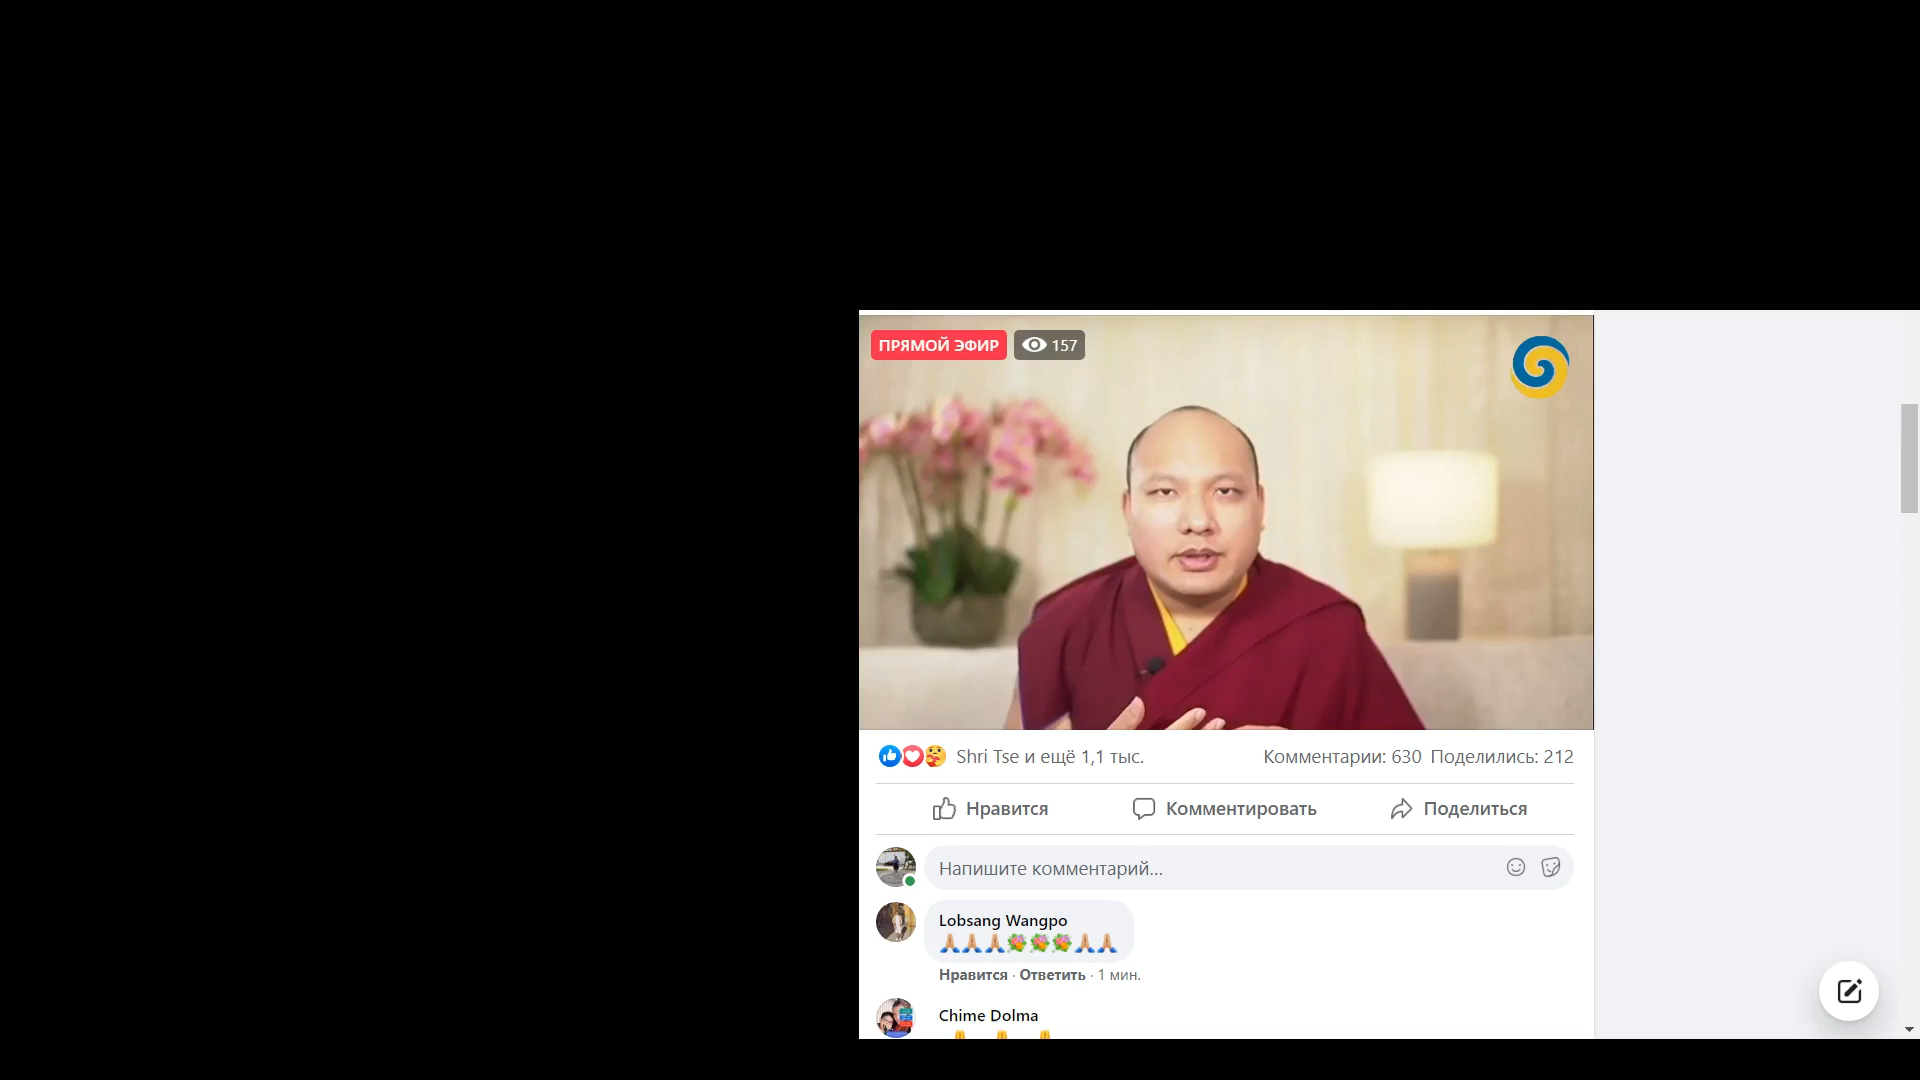 ПРЯМОЙ ЭФИР 157
Shri Tse и ещё 1,1 тыс. Комментарии: 630 Поделились: 212
Нравится Комментировать Поделиться
Напишите комментарий...
Lobsang Wangpo
🙏🏼🙏🏼🙏🏼💐💐💐🙏🏼🙏🏼
Нравится · Ответить · 1 мин.
Chime Dolma